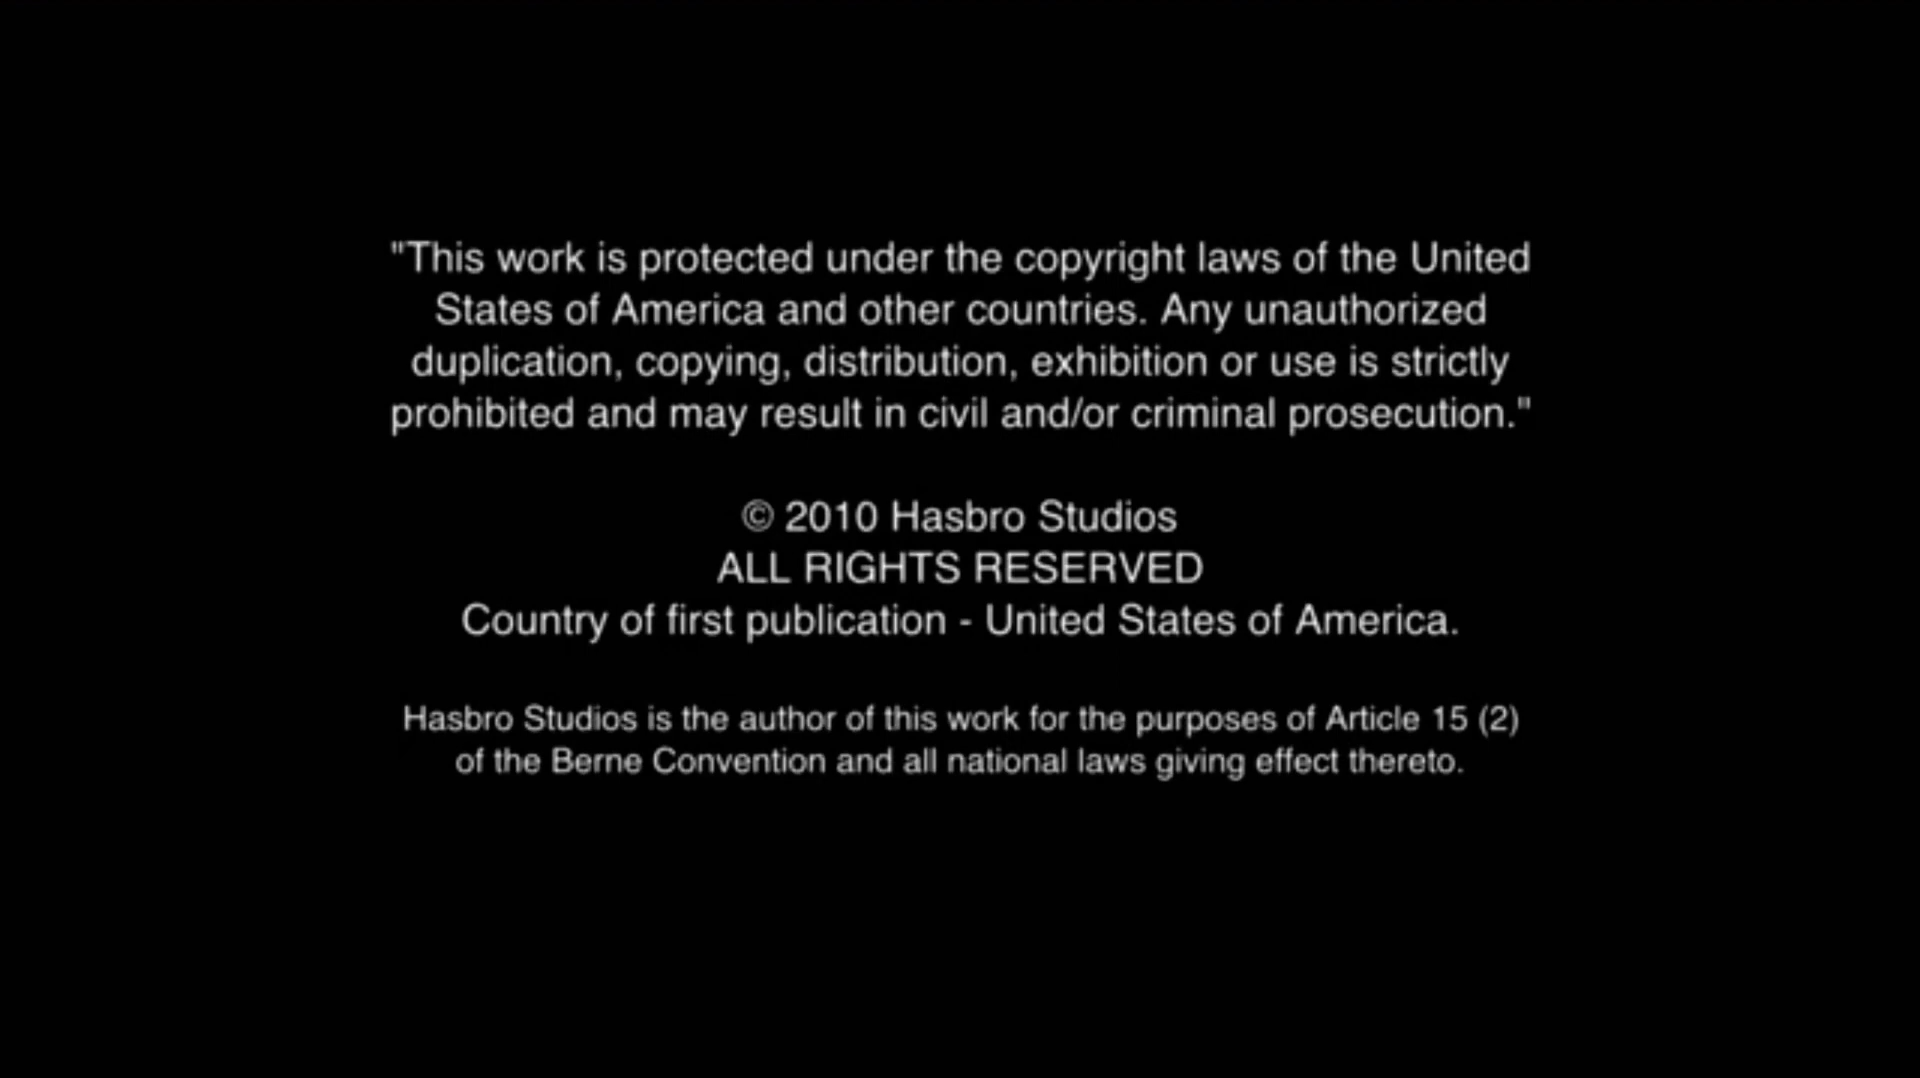 "This work is protected under the copyright laws of the United
States of America and other countries. Any unauthorized
duplication, copying, distribution, exhibition or use is strictly
prohibited and may result in civil and/or criminal prosecution."
© 2010 Hasbro Studios
ALL RIGHTS RESERVED
Country of first publication - United States of America.
Hasbro Studios is the author of this work for the purposes of Article 15 (2)
of the Berne Convention and all national laws giving effect thereto.